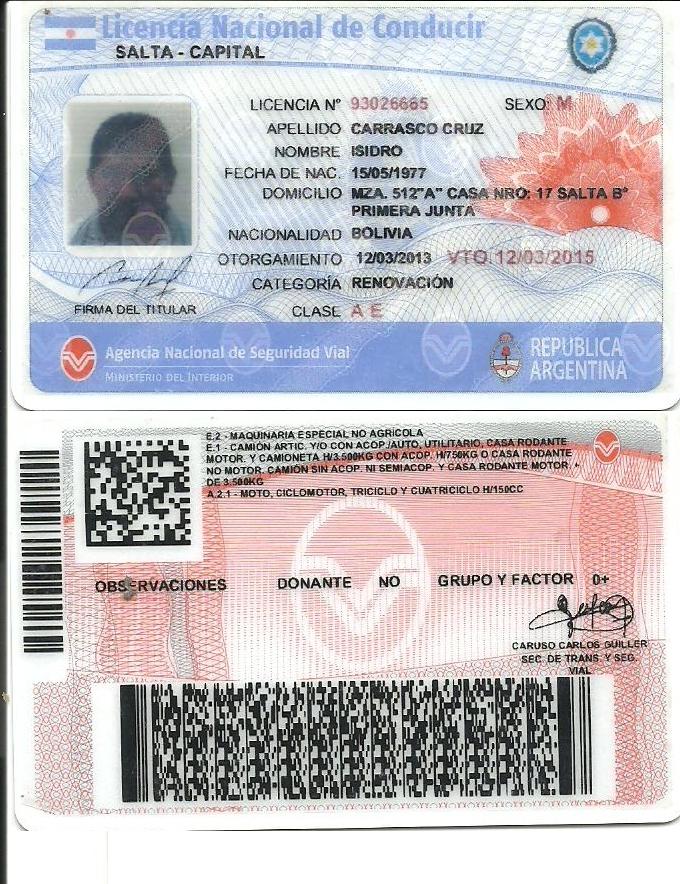 Licencia Nacional de Conducir
SALTA - CAPITAL
LICENCIA Nº 93026665 SEXO: M
APELLIDO CARRASCO CRUZ
NOMBRE ISIDRO
FECHA DE NAC. 15/05/1977
DOMICILIO MZA. 512"A" CASA NRO: 17 SALTA Bº
PRIMERA JUNTA
NACIONALIDAD BOLIVIA
OTORGAMIENTO 12/03/2013 VTO 12/03/2015
CATEGORÍA RENOVACIÓN
FIRMA DEL TITULAR
CLASE A E
Agencia Nacional de Seguridad Vial
MINISTERIO DEL INTERIOR
REPUBLICA
ARGENTINA
E.2 - MAQUINARIA ESPECIAL NO AGRÍCOLA
E.1 - CAMIÓN ARTIC. Y/O CON ACOP./AUTO, UTILITARIO, CASA RODANTE
MOTOR. Y CAMIONETA H/3.500KG CON ACOP. H/750KG O CASA RODANTE
NO MOTOR. CAMIÓN SIN ACOP. NI SEMIACOP. Y CASA RODANTE MOTOR. +
DE 3.500KG
A.2.1 - MOTO, CICLOMOTOR, TRICICLO Y CUATRICICLO H/150CC
OBSERVACIONES DONANTE NO GRUPO Y FACTOR 0+
CARUSO CARLOS GUILLER
SEC. DE TRANS. Y SEG.
VIAL